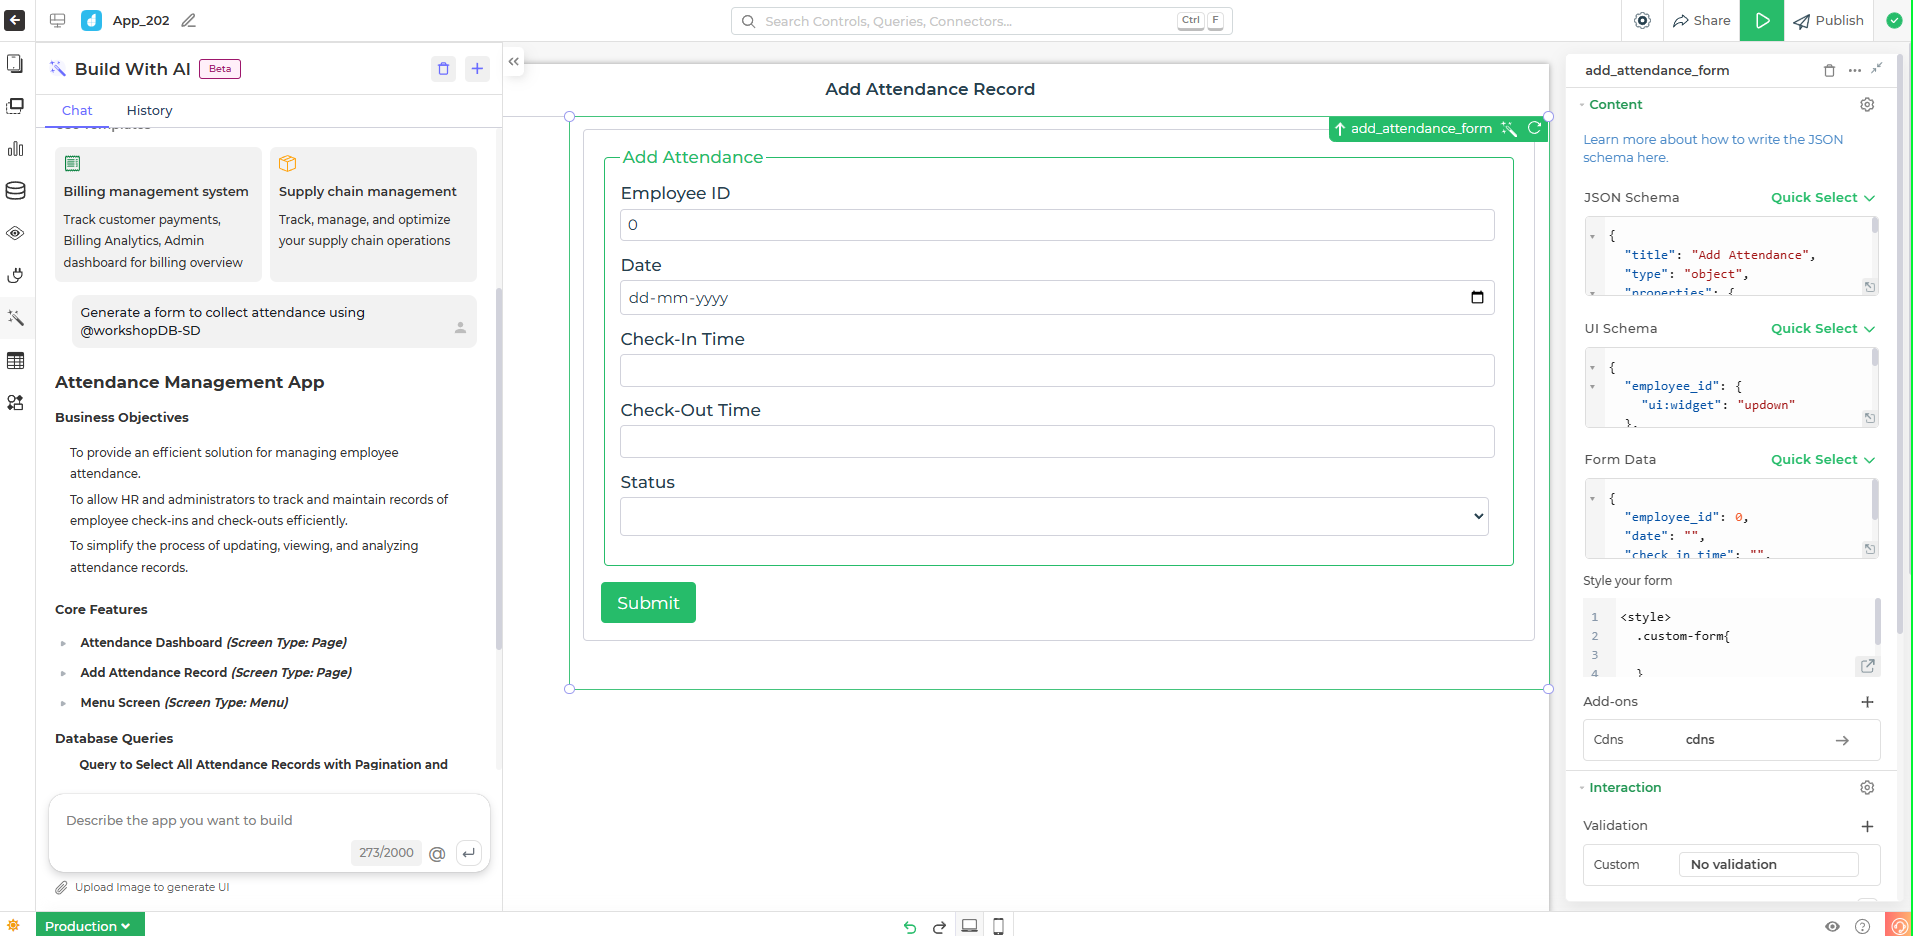 App_202
Search Controls, Queries, Connectors...
Ctrl
F
Share
Publish
Build With AI
Beta
Chat
History
Billing management system
Track customer payments,
Billing Analytics, Admin
dashboard for billing overview
Supply chain management
Track, manage, and optimize
your supply chain operations
Generate a form to collect attendance using
@workshopDB-SD
Attendance Management App
Business Objectives
To provide an efficient solution for managing employee
attendance.
To allow HR and administrators to track and maintain records of
employee check-ins and check-outs efficiently.
To simplify the process of updating, viewing, and analyzing
attendance records.
Core Features
Attendance Dashboard (Screen Type: Page)
Add Attendance Record (Screen Type: Page)
Menu Screen (Screen Type: Menu)
Database Queries
Query to Select All Attendance Records with Pagination and
Describe the app you want to build
273/2000
@
Upload Image to generate UI
Production
Add Attendance Record
add_attendance_form
Add Attendance
Employee ID
0
Date
dd-mm-yyyy
Check-In Time
Check-Out Time
Status
Submit
add_attendance_form
Content
Learn more about how to write the JSON
schema here.
JSON Schema
Quick Select
{
"title": "Add Attendance",
"type": "object",
"properties": {
UI Schema
Quick Select
{
"employee_id": {
"ui:widget": "updown"
},
Form Data
Quick Select
{
"employee_id": 0,
"date": "",
"check_in_time": "",
Style your form
1 <style>
2 .custom-form{
3
4 }
Add-ons
Cdns
cdns
Interaction
Validation
Custom
No validation